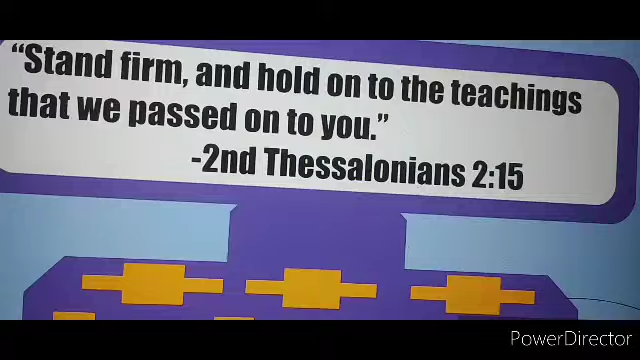 “Stand firm, and hold on to the teachings
that we passed on to you.”
-2nd Thessalonians 2:15
PowerDirector